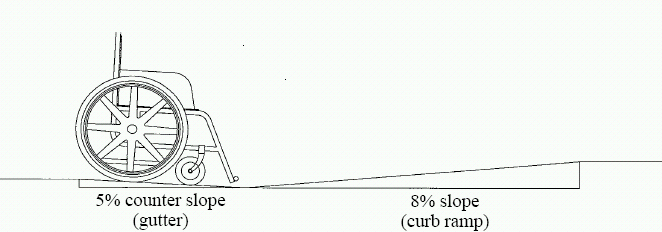 5% counter slope
(gutter)
8% slope
(curb ramp)